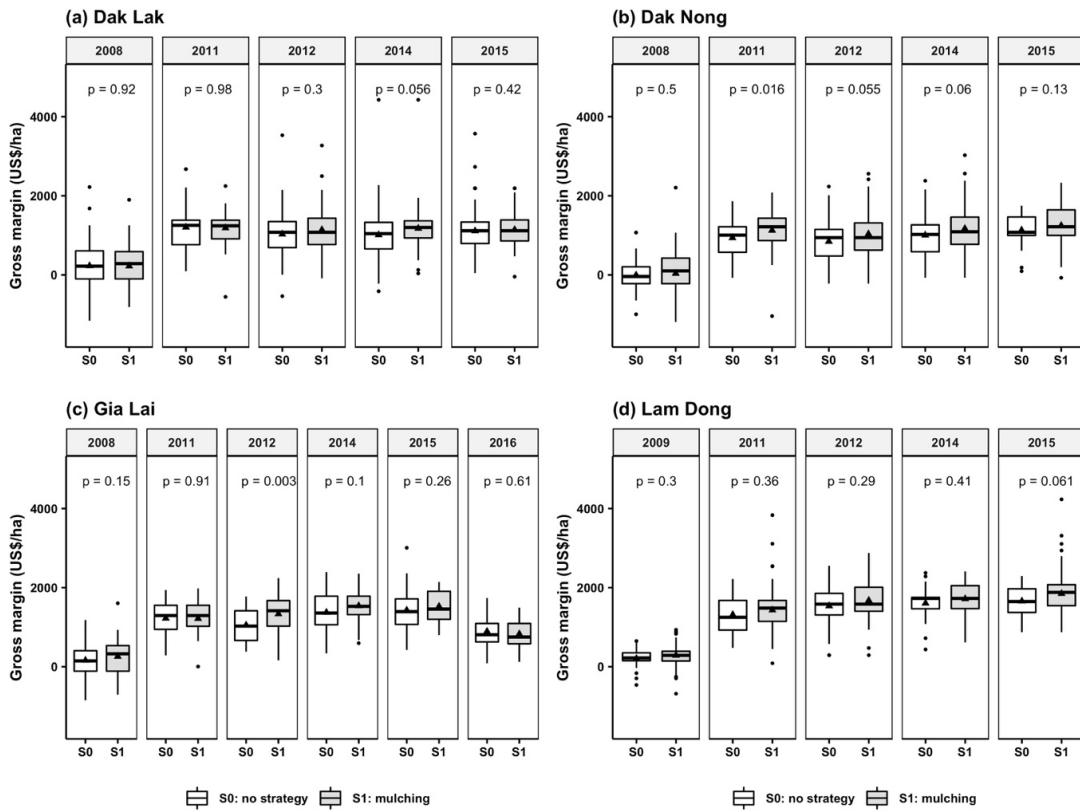 (a) Dak Lak
2008 2011 2012 2014 2015
p = 0.92 p = 0.98 p = 0.3 p = 0.056 p = 0.42
Gross margin (US$/ha)
4000
2000
0
S0 S1 S0 S1 S0 S1 S0 S1 S0 S1
(b) Dak Nong
2008 2011 2012 2014 2015
p = 0.5 p = 0.016 p = 0.055 p = 0.06 p = 0.13
Gross margin (US$/ha)
4000
2000
0
S0 S1 S0 S1 S0 S1 S0 S1 S0 S1
(c) Gia Lai
2008 2011 2012 2014 2015 2016
p = 0.15 p = 0.91 p = 0.003 p = 0.1 p = 0.26 p = 0.61
Gross margin (US$/ha)
4000
2000
0
S0 S1 S0 S1 S0 S1 S0 S1 S0 S1 S0 S1
(d) Lam Dong
2009 2011 2012 2014 2015
p = 0.3 p = 0.36 p = 0.29 p = 0.41 p = 0.061
Gross margin (US$/ha)
4000
2000
0
S0 S1 S0 S1 S0 S1 S0 S1 S0 S1
S0: no strategy S1: mulching
S0: no strategy S1: mulching